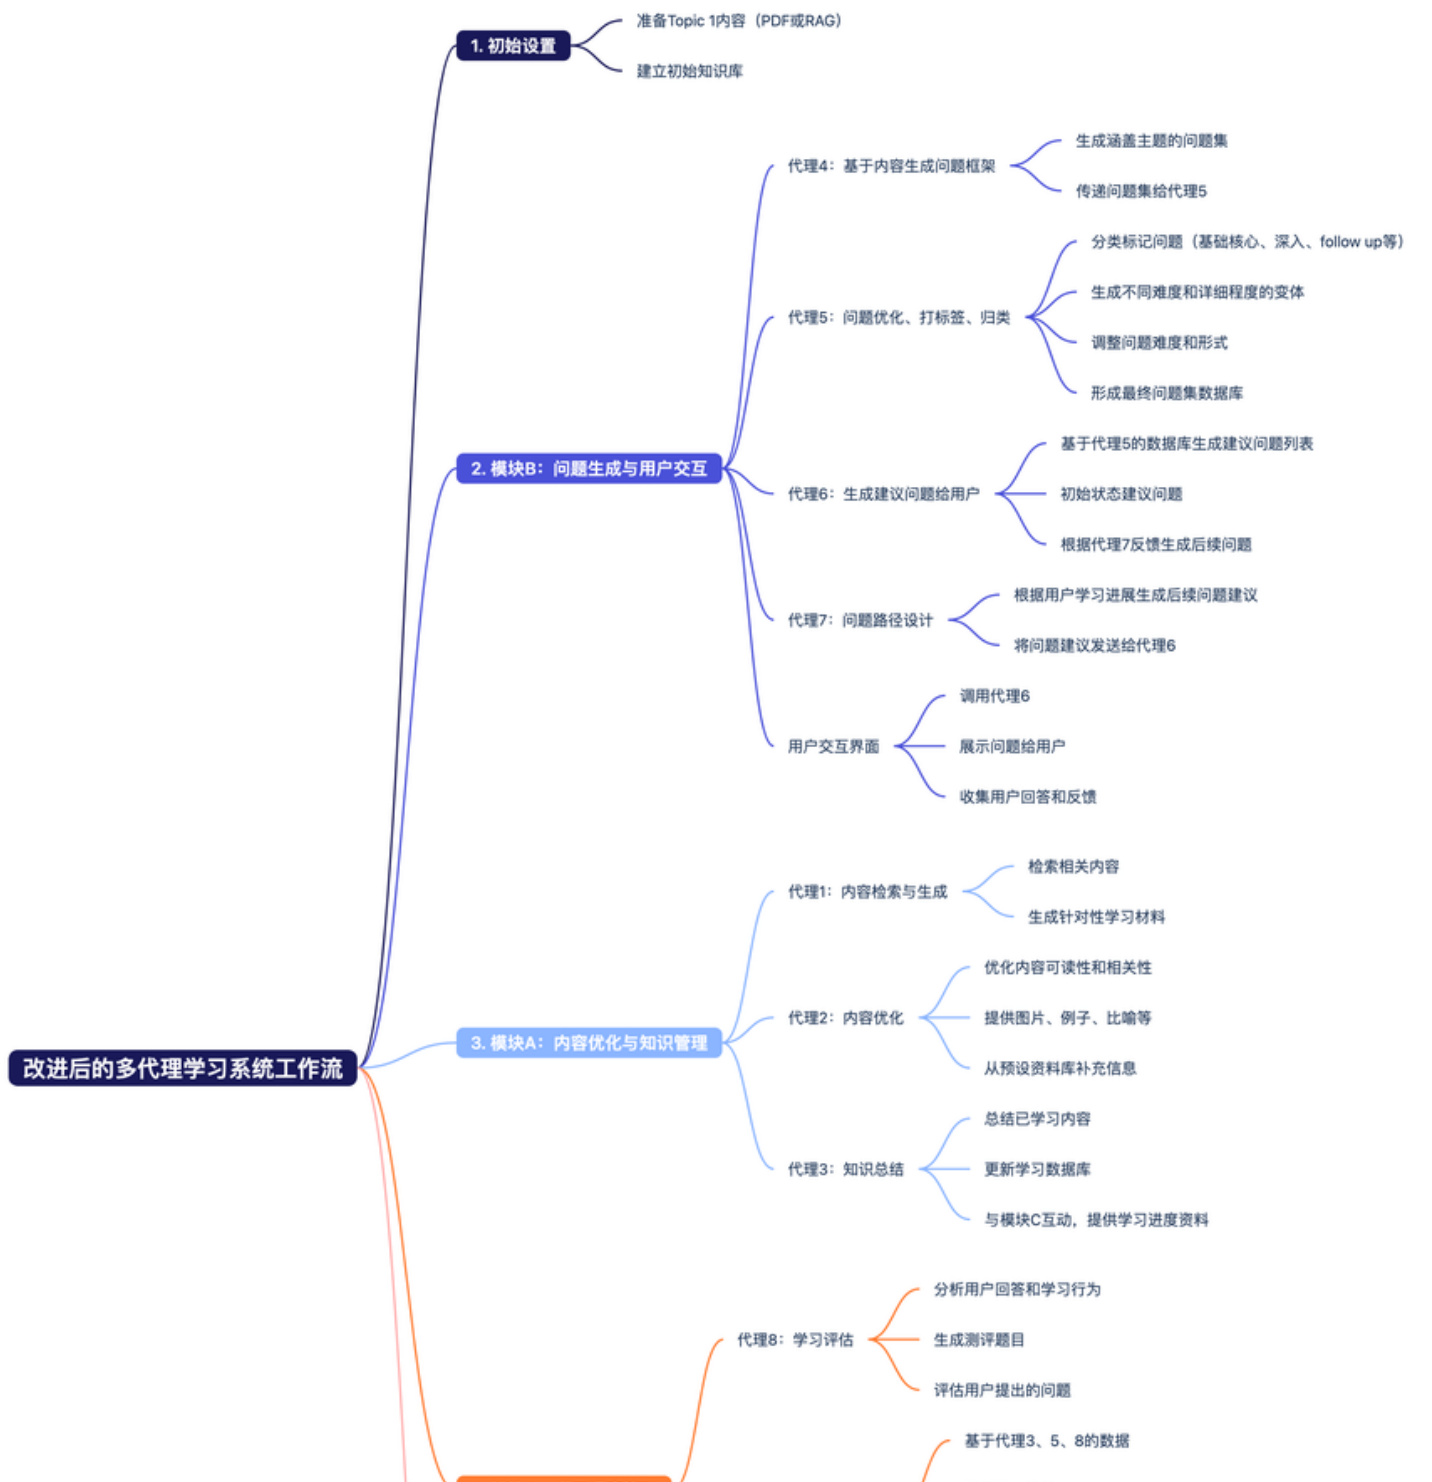 准备Topic 1内容（PDF或RAG）
1. 初始设置
建立初始知识库
生成涵盖主题的问题集
代理4：基于内容生成问题框架
传递问题集给代理5
分类标记问题（基础核心、深入、follow up等）
生成不同难度和详细程度的变体
代理5：问题优化、打标签、归类
调整问题难度和形式
形成最终问题集数据库
基于代理5的数据库生成建议问题列表
2. 模块B：问题生成与用户交互
代理6：生成建议问题给用户
初始状态建议问题
根据代理7反馈生成后续问题
根据用户学习进展生成后续问题建议
代理7：问题路径设计
将问题建议发送给代理6
调用代理6
用户交互界面
展示问题给用户
收集用户回答和反馈
检索相关内容
代理1：内容检索与生成
生成针对性学习材料
优化内容可读性和相关性
代理2：内容优化
提供图片、例子、比喻等
3. 模块A：内容优化与知识管理
从预设资料库补充信息
改进后的多代理学习系统工作流
总结已学习内容
代理3：知识总结
更新学习数据库
与模块C互动，提供学习进度资料
分析用户回答和学习行为
代理8：学习评估
生成测评题目
评估用户提出的问题
基于代理3、5、8的数据